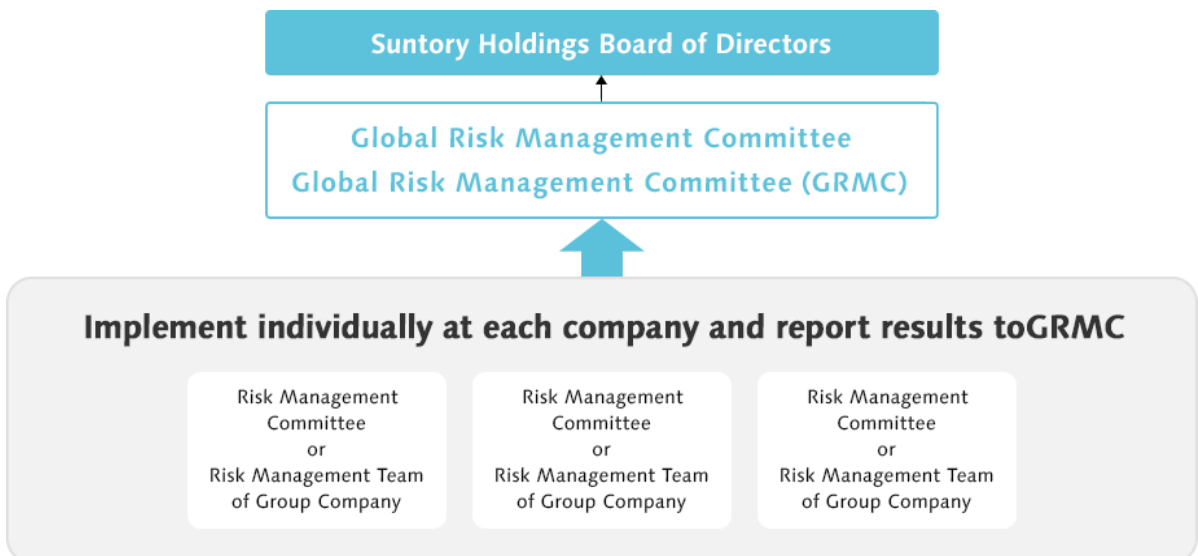 Suntory Holdings Board of Directors
Global Risk Management Committee
Global Risk Management Committee (GRMC)
Implement individually at each company and report results toGRMC
Risk Management
Committee
or
Risk Management Team
of Group Company
Risk Management
Committee
or
Risk Management Team
of Group Company
Risk Management
Committee
or
Risk Management Team
of Group Company